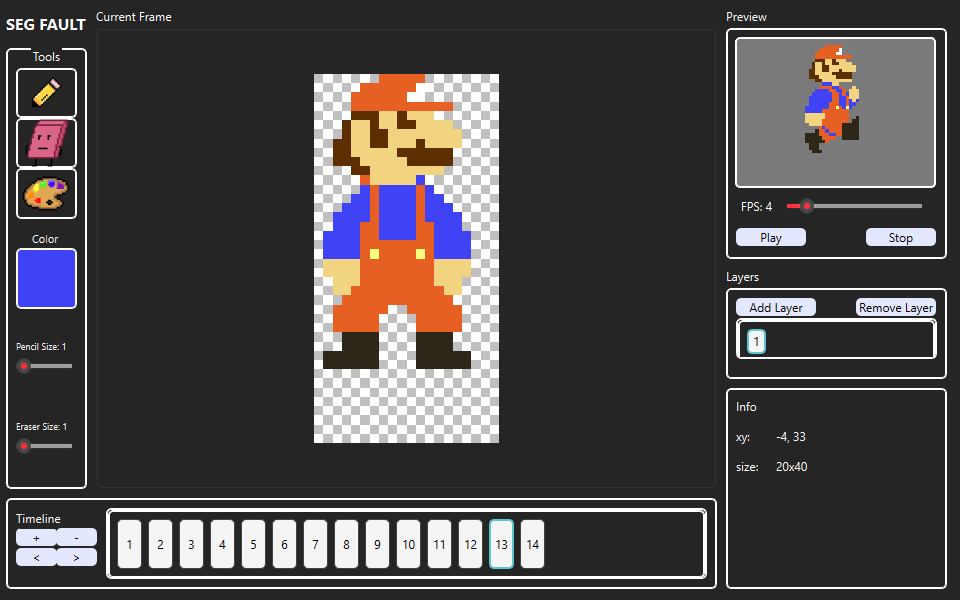 SEG FAULT
Current Frame
Preview
Tools
FPS: 4
Play
Stop
Color
Layers
Add Layer
Remove Layer
1
Pencil Size: 1
Eraser Size: 1
Info
xy: -4, 33
size: 20x40
Timeline
+ -
< >
1 2 3 4 5 6 7 8 9 10 11 12 13 14